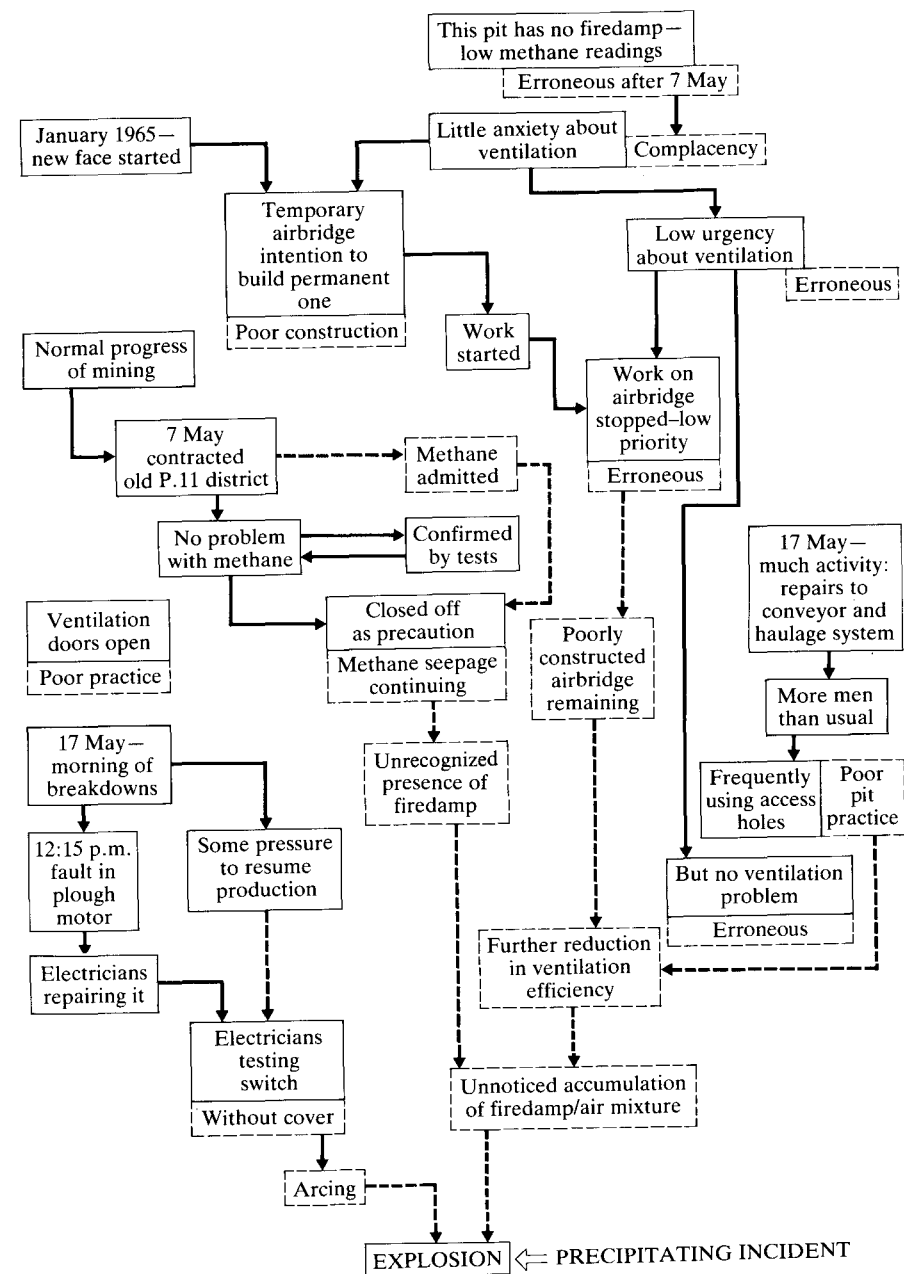 This pit has no firedamp—
low methane readings
Erroneous after 7 May
January 1965—
new face started
Little anxiety about
ventilation
Complacency
Temporary
airbridge
intention to
build permanent
one
Poor construction
Low urgency
about ventilation
Erroneous
Work
started
Normal progress
of mining
Work on
airbridge
stopped–low
priority
Erroneous
7 May
contracted
old P.11 district
Methane
admitted
No problem
with methane
Confirmed
by tests
17 May—
much activity:
repairs to
conveyor and
haulage system
Ventilation
doors open
Poor practice
Closed off
as precaution
Methane seepage
continuing
Poorly
constructed
airbridge
remaining
More men
than usual
17 May—
morning of
breakdowns
Unrecognized
presence of
firedamp
Frequently
using access
holes
Poor
pit
practice
12:15 p.m.
fault in
plough
motor
Some pressure
to resume
production
But no ventilation
problem
Erroneous
Electricians
repairing it
Further reduction
in ventilation
efficiency
Electricians
testing
switch
Without cover
Unnoticed accumulation
of firedamp/air mixture
Arcing
EXPLOSION
PRECIPITATING INCIDENT